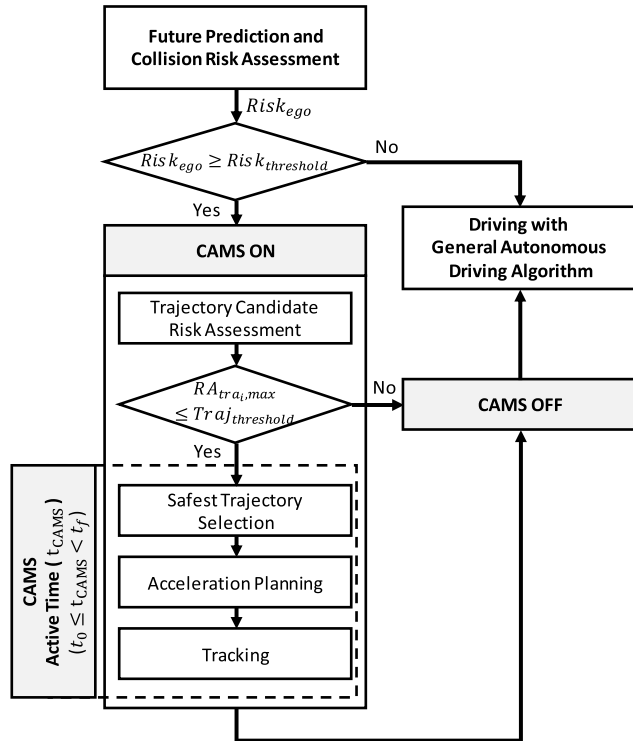 Future Prediction and
Collision Risk Assessment
Risk_ego
Risk_ego ≥ Risk_threshold
No
Yes
CAMS ON
Driving with
General Autonomous
Driving Algorithm
Trajectory Candidate
Risk Assessment
RA_tra_i,max
≤ Traj_threshold
No
CAMS OFF
Yes
CAMS
Active Time ( t_CAMS )
(t_0 ≤ t_CAMS < t_f)
Safest Trajectory
Selection
Acceleration Planning
Tracking